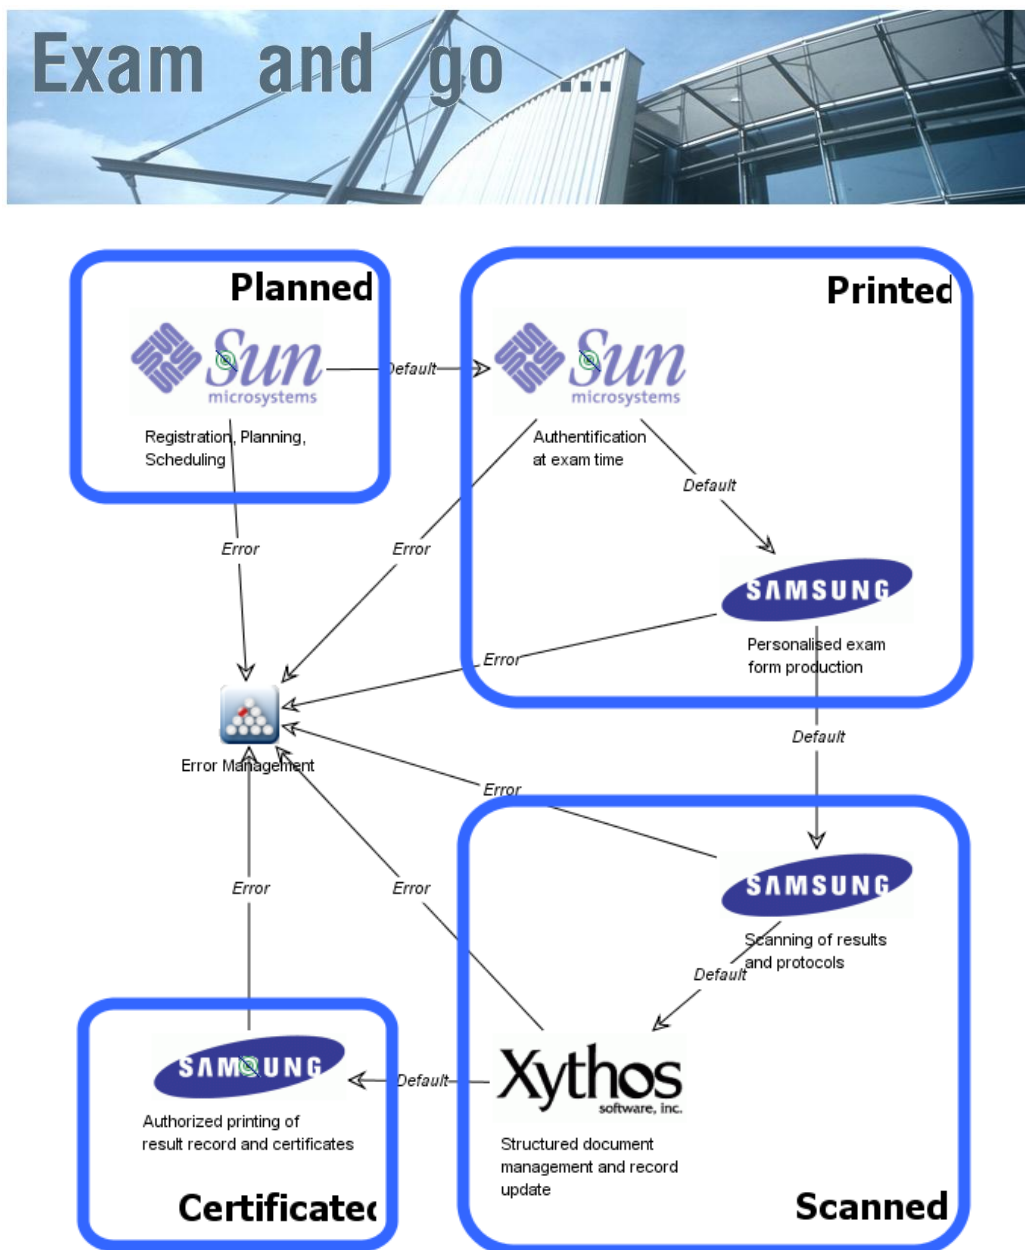 Exam and go ...
Planned
Sun
microsystems
Registration, Planning,
Scheduling
Default
Printed
Sun
microsystems
Authentification
at exam time
Default
Error
Error
SAMSUNG
Personalised exam
form production
Error
Default
Error Management
Error
SAMSUNG
Scanning of results
and protocols
Default
Error
Error
Xythos
software, inc.
Structured document
management and record
update
Scanned
Default
SAMSUNG
Authorized printing of
result record and certificates
Certificated